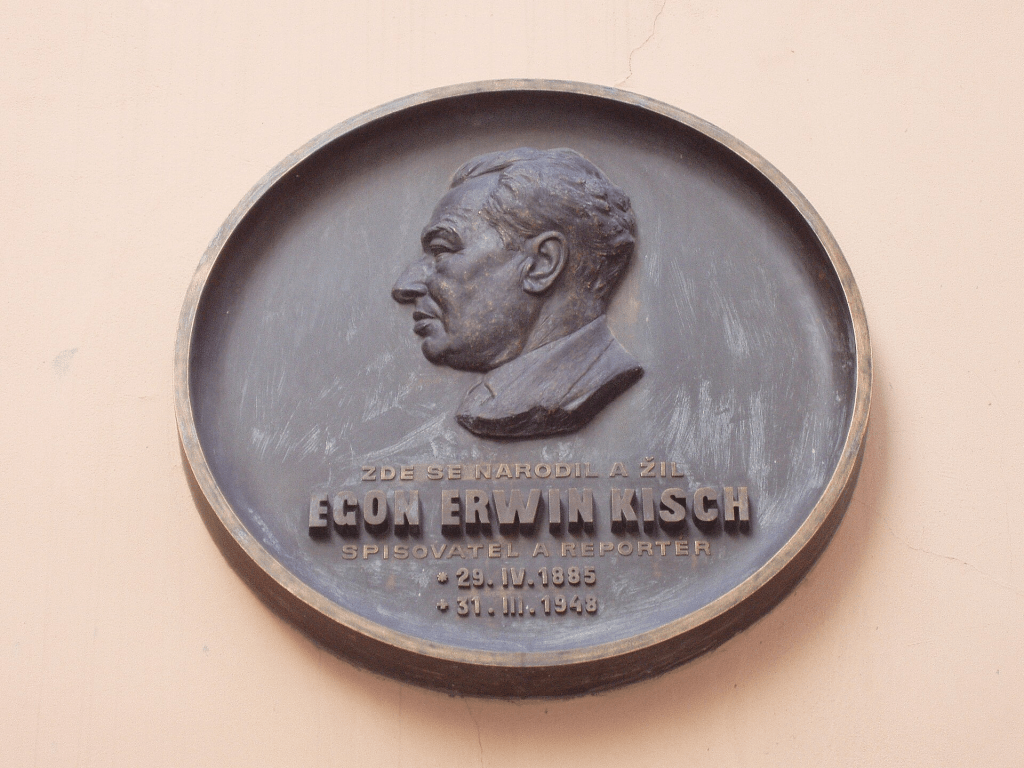 ZDE SE NARODIL A ŽIL
EGON ERWIN KISCH
SPISOVATEL A REPORTÉR
* 29. IV. 1885
+ 31. III. 1948